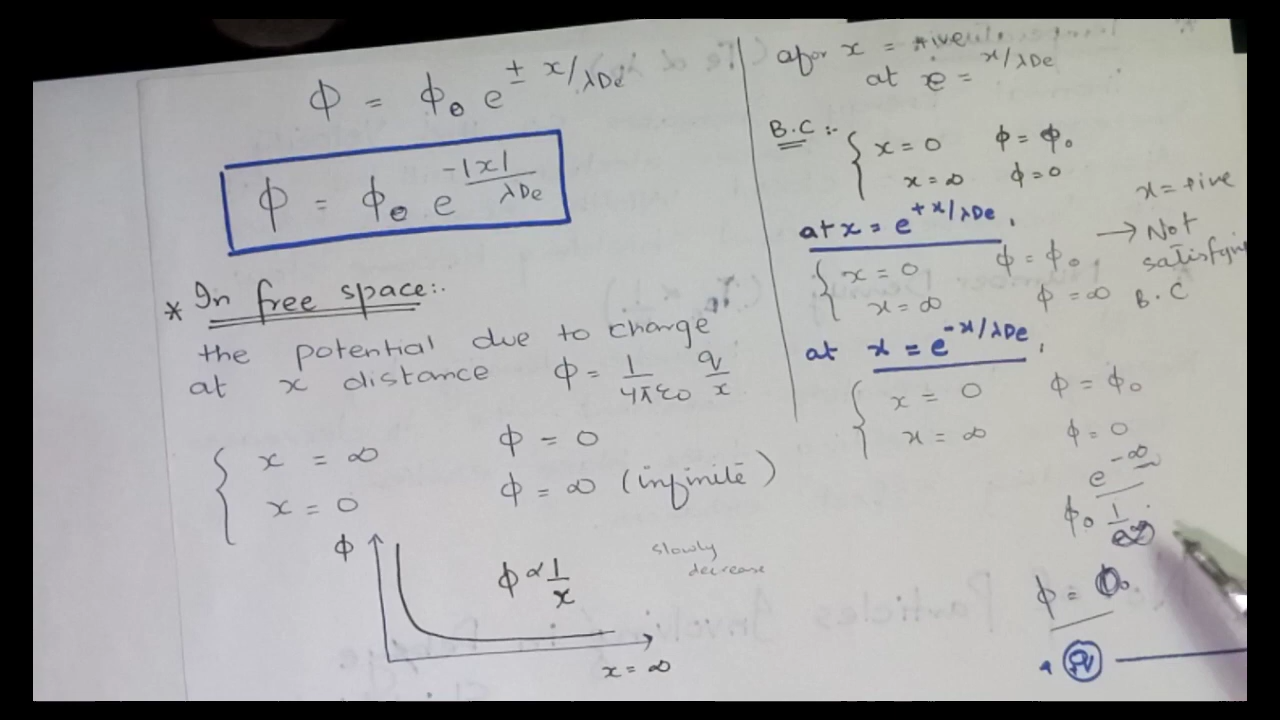 ϕ = ϕ₀ e^{± x/λDe}
ϕ = ϕ₀ e^{-|x|/λDe}
* In free space:.
the potential due to charge
at x distance ϕ = 1/4πε₀ q/x
x = ∞ ϕ = 0
x = 0 ϕ = ∞ (infinite)
ϕ
ϕ ∝ 1/x
slowly
decrease
x = ∞
for x = +ive
at e = x/λDe
B.C :-
x = 0 ϕ = ϕ₀
x = ∞ ϕ = 0
x = +ive
at x = e^{+x/λDe}.
→ Not
satisfying
B.C
x = 0 ϕ = ϕ₀
x = ∞ ϕ = ∞
at x = e^{-x/λDe}.
x = 0 ϕ = ϕ₀
x = ∞ ϕ = 0
e^{-∞}
ϕ₀ 1/e^∞
ϕ = 0